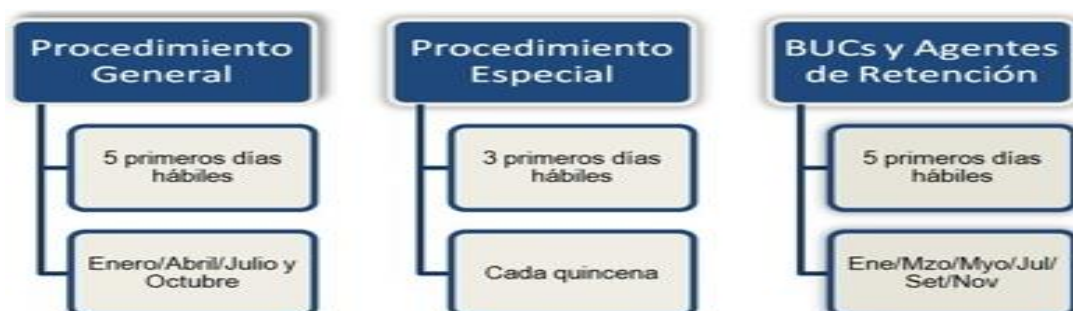 Procedimiento
General
5 primeros días
hábiles
Enero/Abril/Julio y
Octubre
Procedimiento
Especial
3 primeros días
hábiles
Cada quincena
BUCs y Agentes
de Retención
5 primeros días
hábiles
Ene/Mzo/Myo/Jul/
Set/Nov